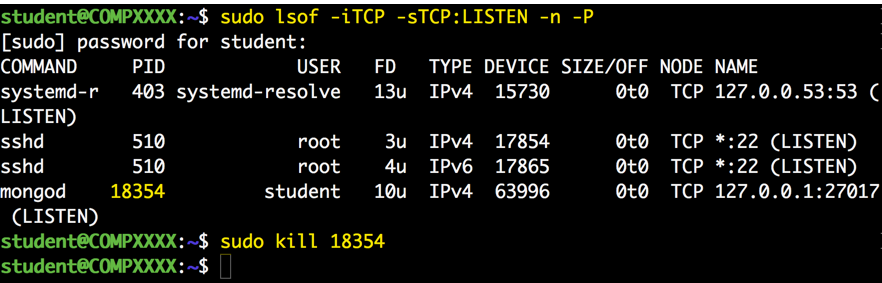 student@COMPXXXX:~$ sudo lsof -iTCP -sTCP:LISTEN -n -P
[sudo] password for student:
COMMAND     PID            USER   FD   TYPE DEVICE SIZE/OFF NODE NAME
systemd-r   403 systemd-resolve   13u  IPv4  15730      0t0  TCP 127.0.0.53:53 (
LISTEN)
sshd        510            root    3u  IPv4  17854      0t0  TCP *:22 (LISTEN)
sshd        510            root    4u  IPv6  17865      0t0  TCP *:22 (LISTEN)
mongod    18354         student   10u  IPv4  63996      0t0  TCP 127.0.0.1:27017
 (LISTEN)
student@COMPXXXX:~$ sudo kill 18354
student@COMPXXXX:~$